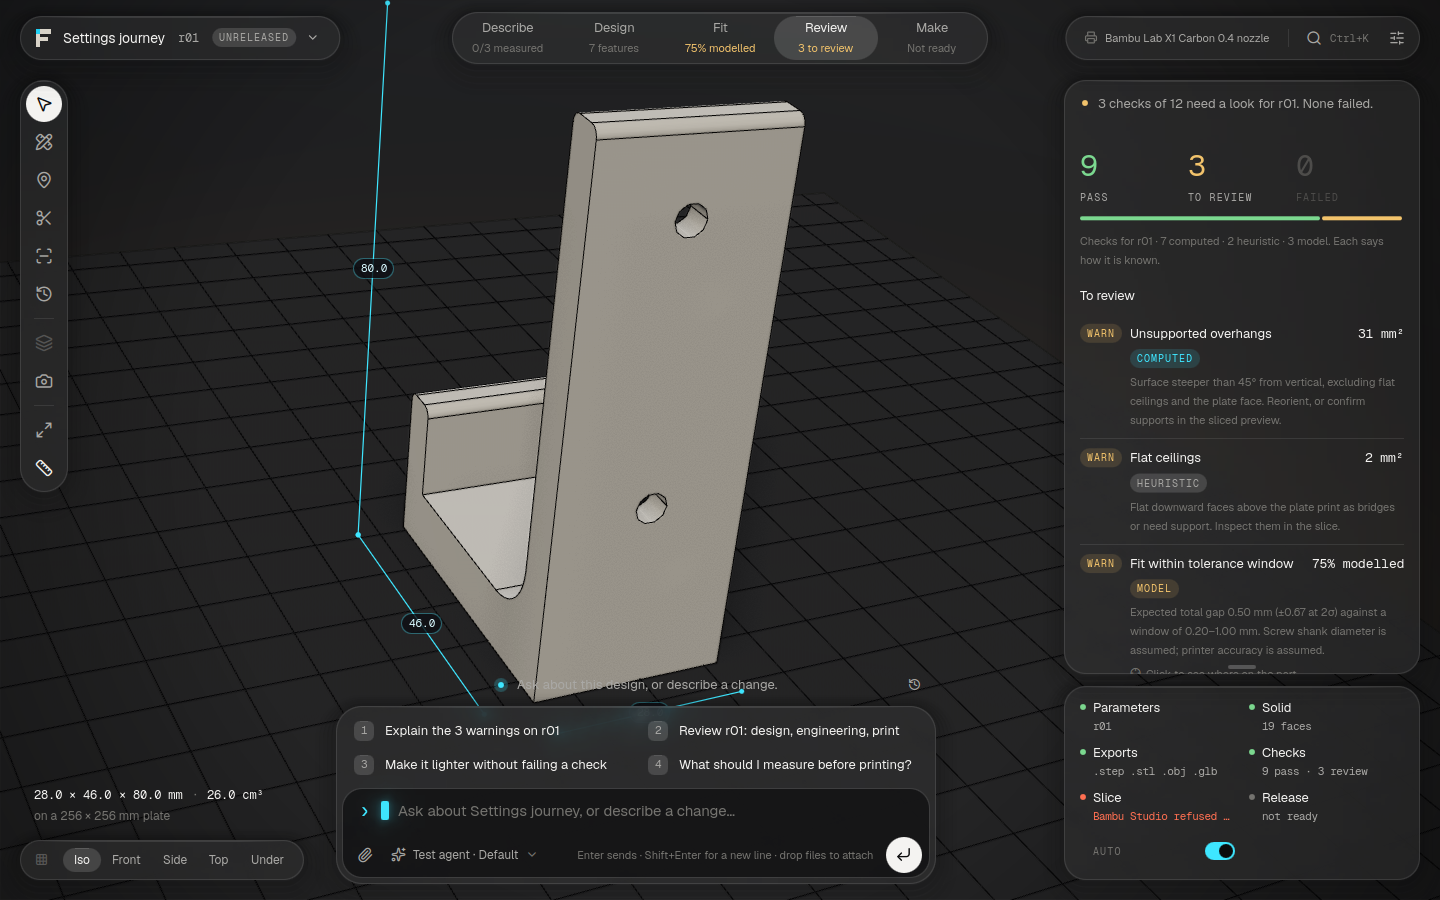 Settings journey r01 UNRELEASED
Describe
0/3 measured
Design
7 features
Fit
75% modelled
Review
3 to review
Make
Not ready
Bambu Lab X1 Carbon 0.4 nozzle
Ctrl+K
80.0
46.0
3 checks of 12 need a look for r01. None failed.
9
PASS
3
TO REVIEW
0
FAILED
Checks for r01 · 7 computed · 2 heuristic · 3 model. Each says
how it is known.
To review
WARN Unsupported overhangs 31 mm²
COMPUTED
Surface steeper than 45° from vertical, excluding flat
ceilings and the plate face. Reorient, or confirm
supports in the sliced preview.
WARN Flat ceilings 2 mm²
HEURISTIC
Flat downward faces above the plate print as bridges
or need support. Inspect them in the slice.
WARN Fit within tolerance window 75% modelled
MODEL
Expected total gap 0.50 mm (±0.67 at 2σ) against a
window of 0.20–1.00 mm. Screw shank diameter is
assumed; printer accuracy is assumed.
Click to see where on the part
Parameters
r01
Solid
19 faces
Exports
.step .stl .obj .glb
Checks
9 pass · 3 review
Slice
Bambu Studio refused …
Release
not ready
AUTO
Ask about this design, or describe a change.
1 Explain the 3 warnings on r01
2 Review r01: design, engineering, print
3 Make it lighter without failing a check
4 What should I measure before printing?
Ask about Settings journey, or describe a change…
Test agent · Default
Enter sends · Shift+Enter for a new line · drop files to attach
28.0 × 46.0 × 80.0 mm · 26.0 cm³
on a 256 × 256 mm plate
Iso Front Side Top Under